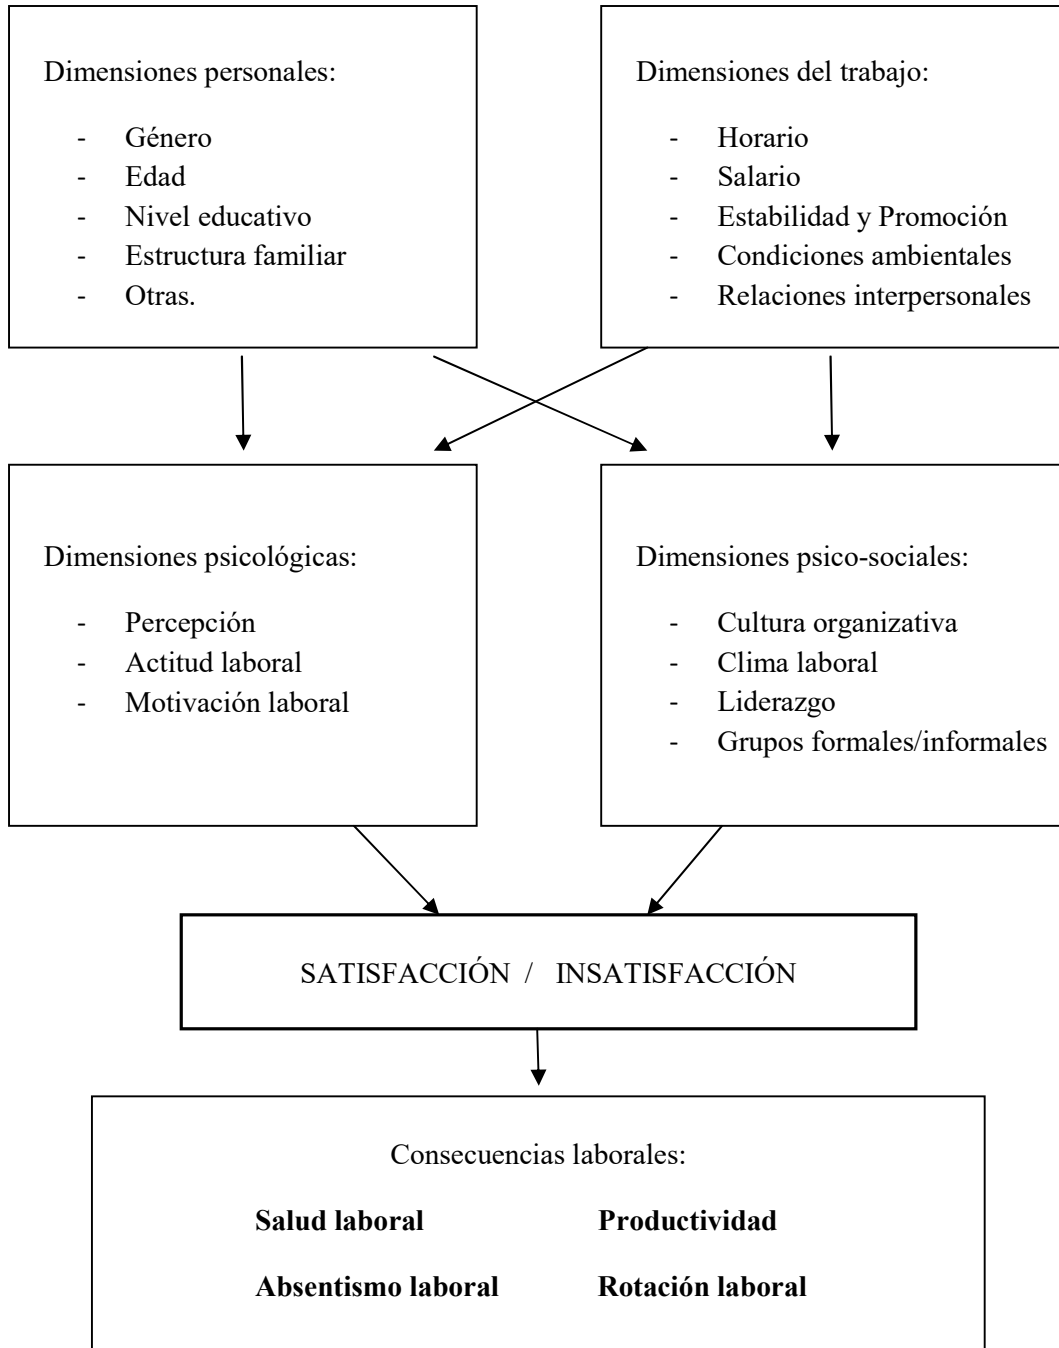 Dimensiones personales:
- Género
- Edad
- Nivel educativo
- Estructura familiar
- Otras.
Dimensiones del trabajo:
- Horario
- Salario
- Estabilidad y Promoción
- Condiciones ambientales
- Relaciones interpersonales
Dimensiones psicológicas:
- Percepción
- Actitud laboral
- Motivación laboral
Dimensiones psico-sociales:
- Cultura organizativa
- Clima laboral
- Liderazgo
- Grupos formales/informales
SATISFACCIÓN / INSATISFACCIÓN
Consecuencias laborales:
Salud laboral Productividad
Absentismo laboral Rotación laboral